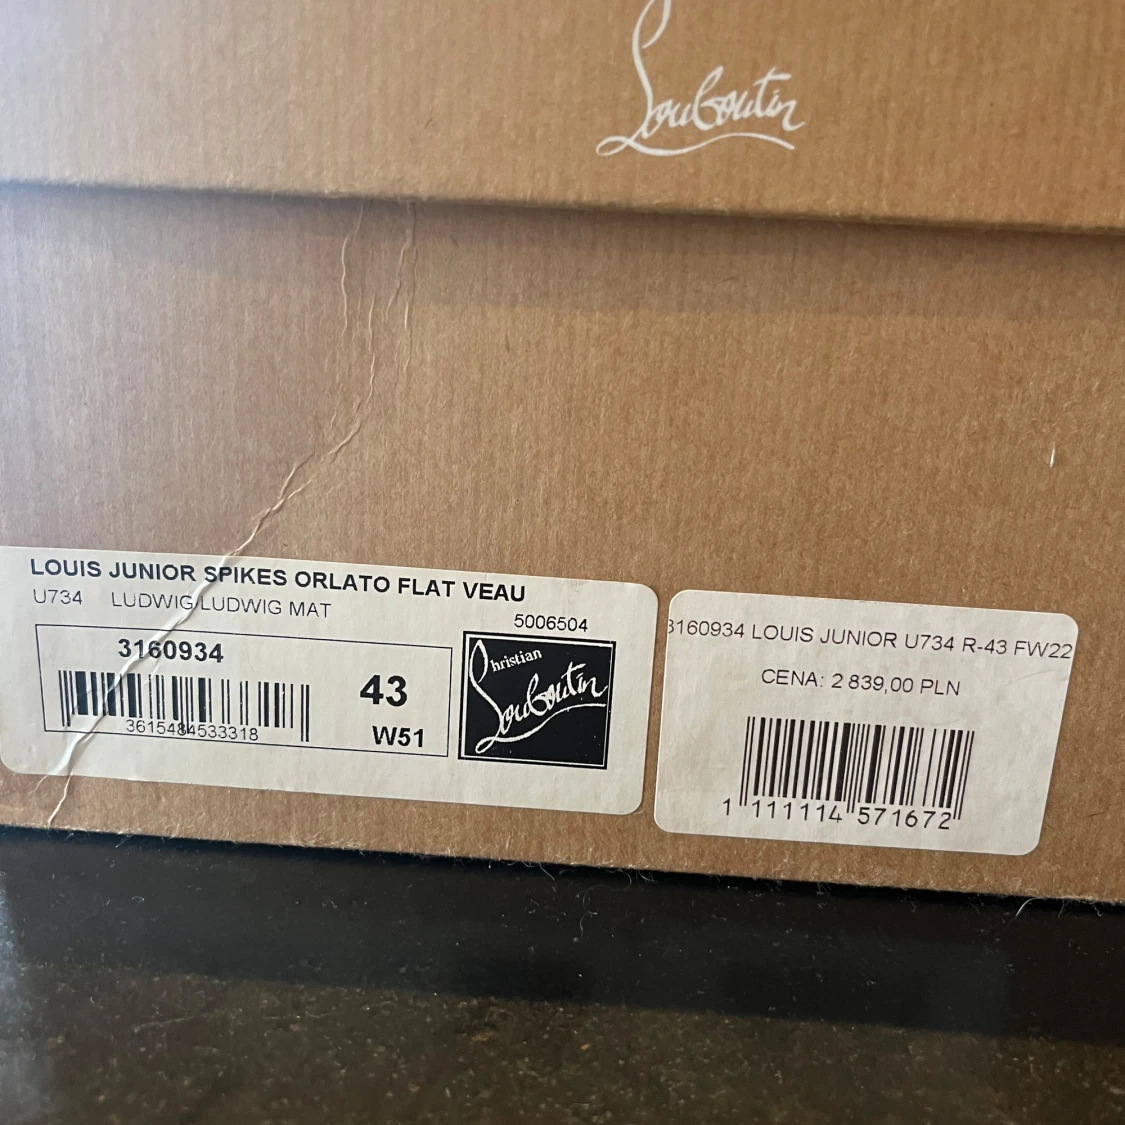 Louboutin
LOUIS JUNIOR SPIKES ORLATO FLAT VEAU
U734 LUDWIG/LUDWIG MAT
5006504
3160934
43
3615484533318
W51
Christian
Louboutin
3160934 LOUIS JUNIOR U734 R-43 FW22
CENA: 2 839,00 PLN
1 111114 571672